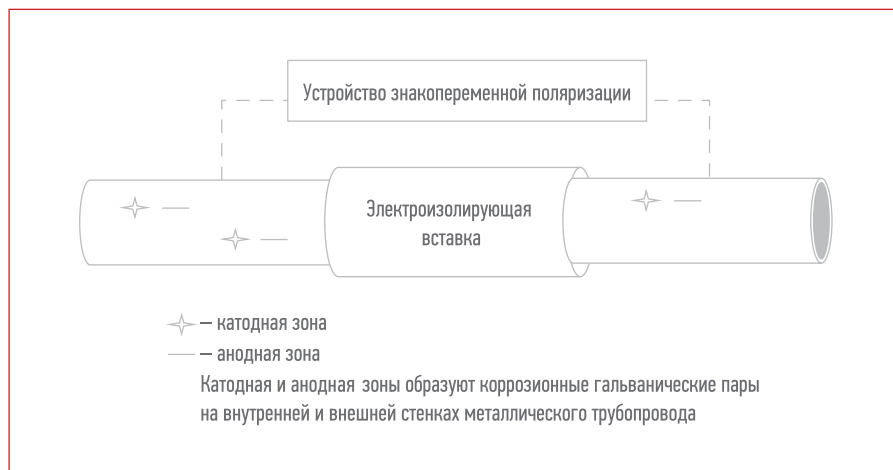 Устройство знакопеременной поляризации
Электроизолирующая
вставка
– катодная зона
– анодная зона
Катодная и анодная зоны образуют коррозионные гальванические пары
на внутренней и внешней стенках металлического трубопровода